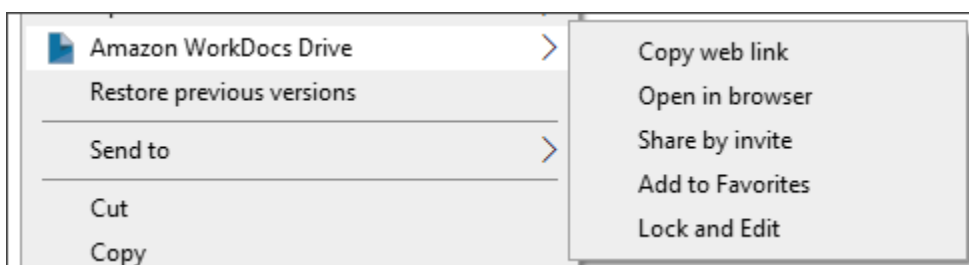 Amazon WorkDocs Drive
Restore previous versions
Send to
Cut
Copy
Copy web link
Open in browser
Share by invite
Add to Favorites
Lock and Edit